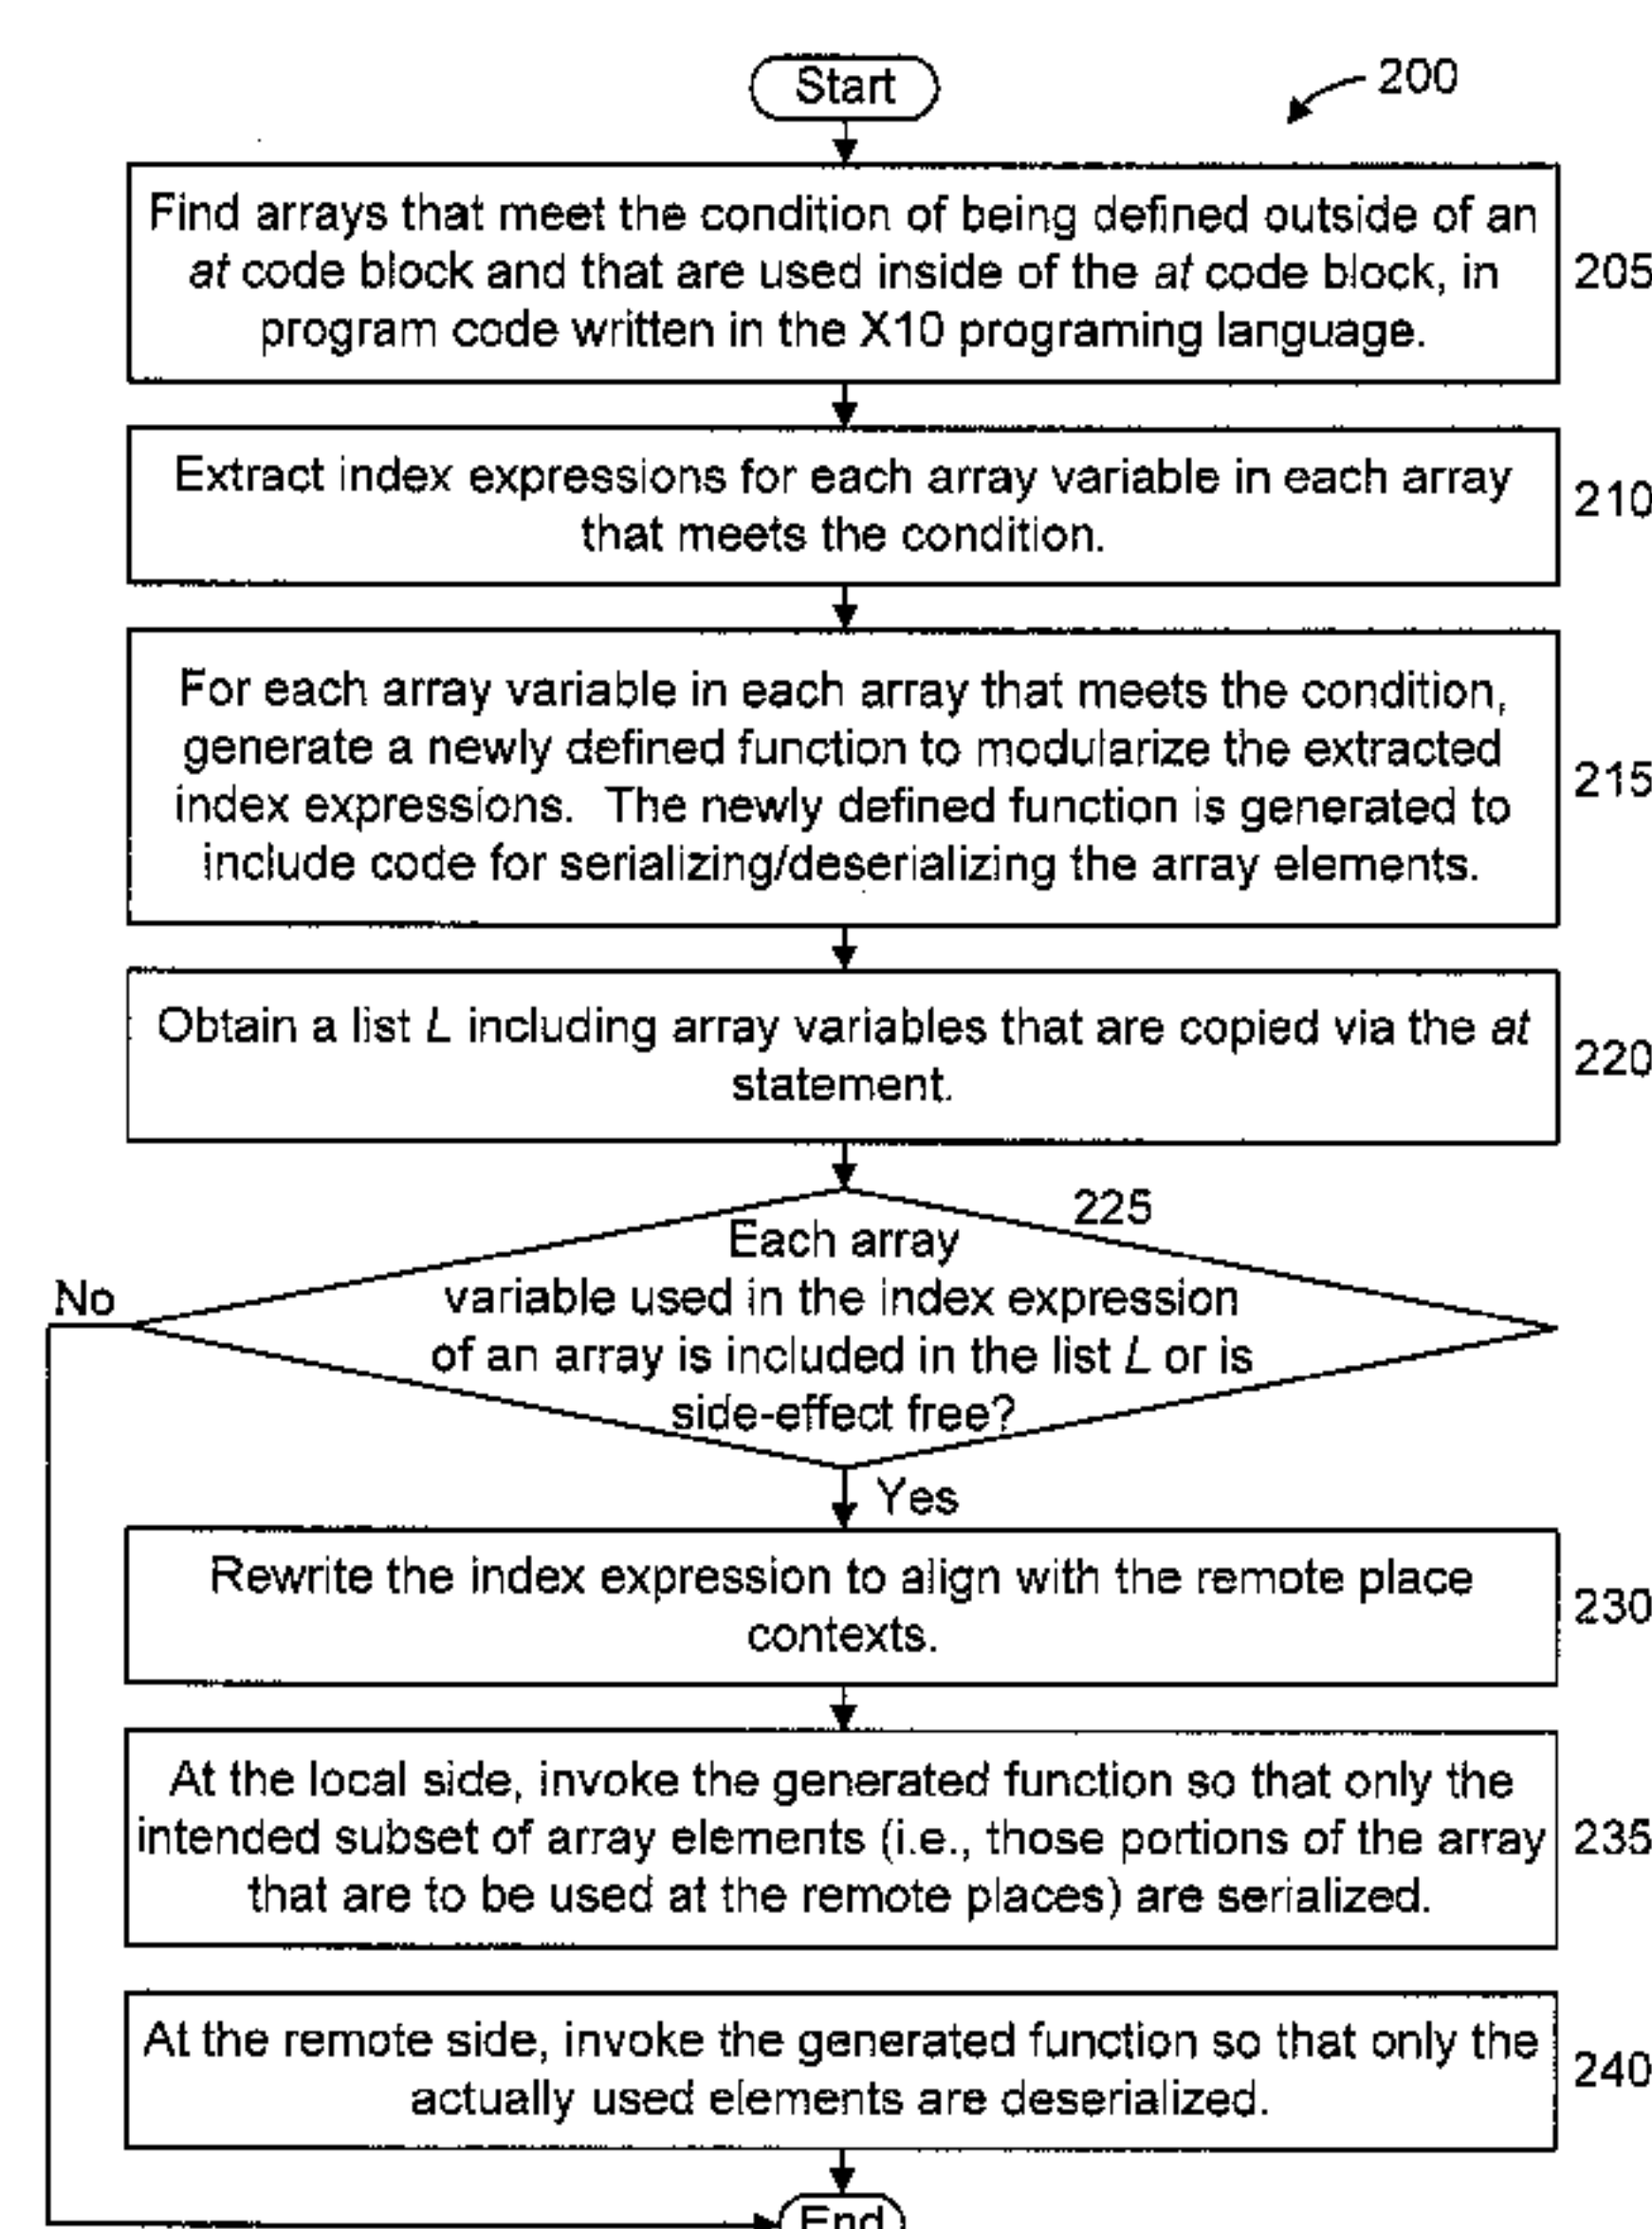 Start
200
Find arrays that meet the condition of being defined outside of an
at code block and that are used inside of the at code block, in
program code written in the X10 programing language.
205
Extract index expressions for each array variable in each array
that meets the condition.
210
For each array variable in each array that meets the condition,
generate a newly defined function to modularize the extracted
index expressions. The newly defined function is generated to
include code for serializing/deserializing the array elements.
215
Obtain a list L including array variables that are copied via the at
statement.
220
225
Each array
variable used in the index expression
of an array is included in the list L or is
side-effect free?
No
Yes
Rewrite the index expression to align with the remote place
contexts.
230
At the local side, invoke the generated function so that only the
intended subset of array elements (i.e., those portions of the array
that are to be used at the remote places) are serialized.
235
At the remote side, invoke the generated function so that only the
actually used elements are deserialized.
240
End